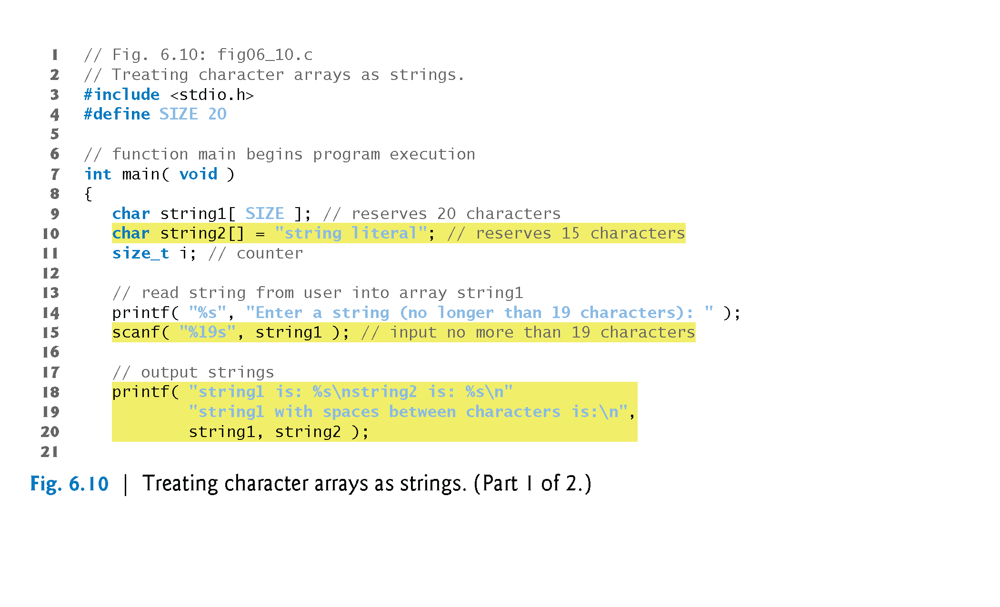 1 // Fig. 6.10: fig06_10.c
2 // Treating character arrays as strings.
3 #include <stdio.h>
4 #define SIZE 20
5
6 // function main begins program execution
7 int main( void )
8 {
9    char string1[ SIZE ]; // reserves 20 characters
10    char string2[] = "string literal"; // reserves 15 characters
11    size_t i; // counter
12
13    // read string from user into array string1
14    printf( "%s", "Enter a string (no longer than 19 characters): " );
15    scanf( "%19s", string1 ); // input no more than 19 characters
16
17    // output strings
18    printf( "string1 is: %s\nstring2 is: %s\n"
19            "string1 with spaces between characters is:\n",
20            string1, string2 );
21
Fig. 6.10 | Treating character arrays as strings. (Part 1 of 2.)